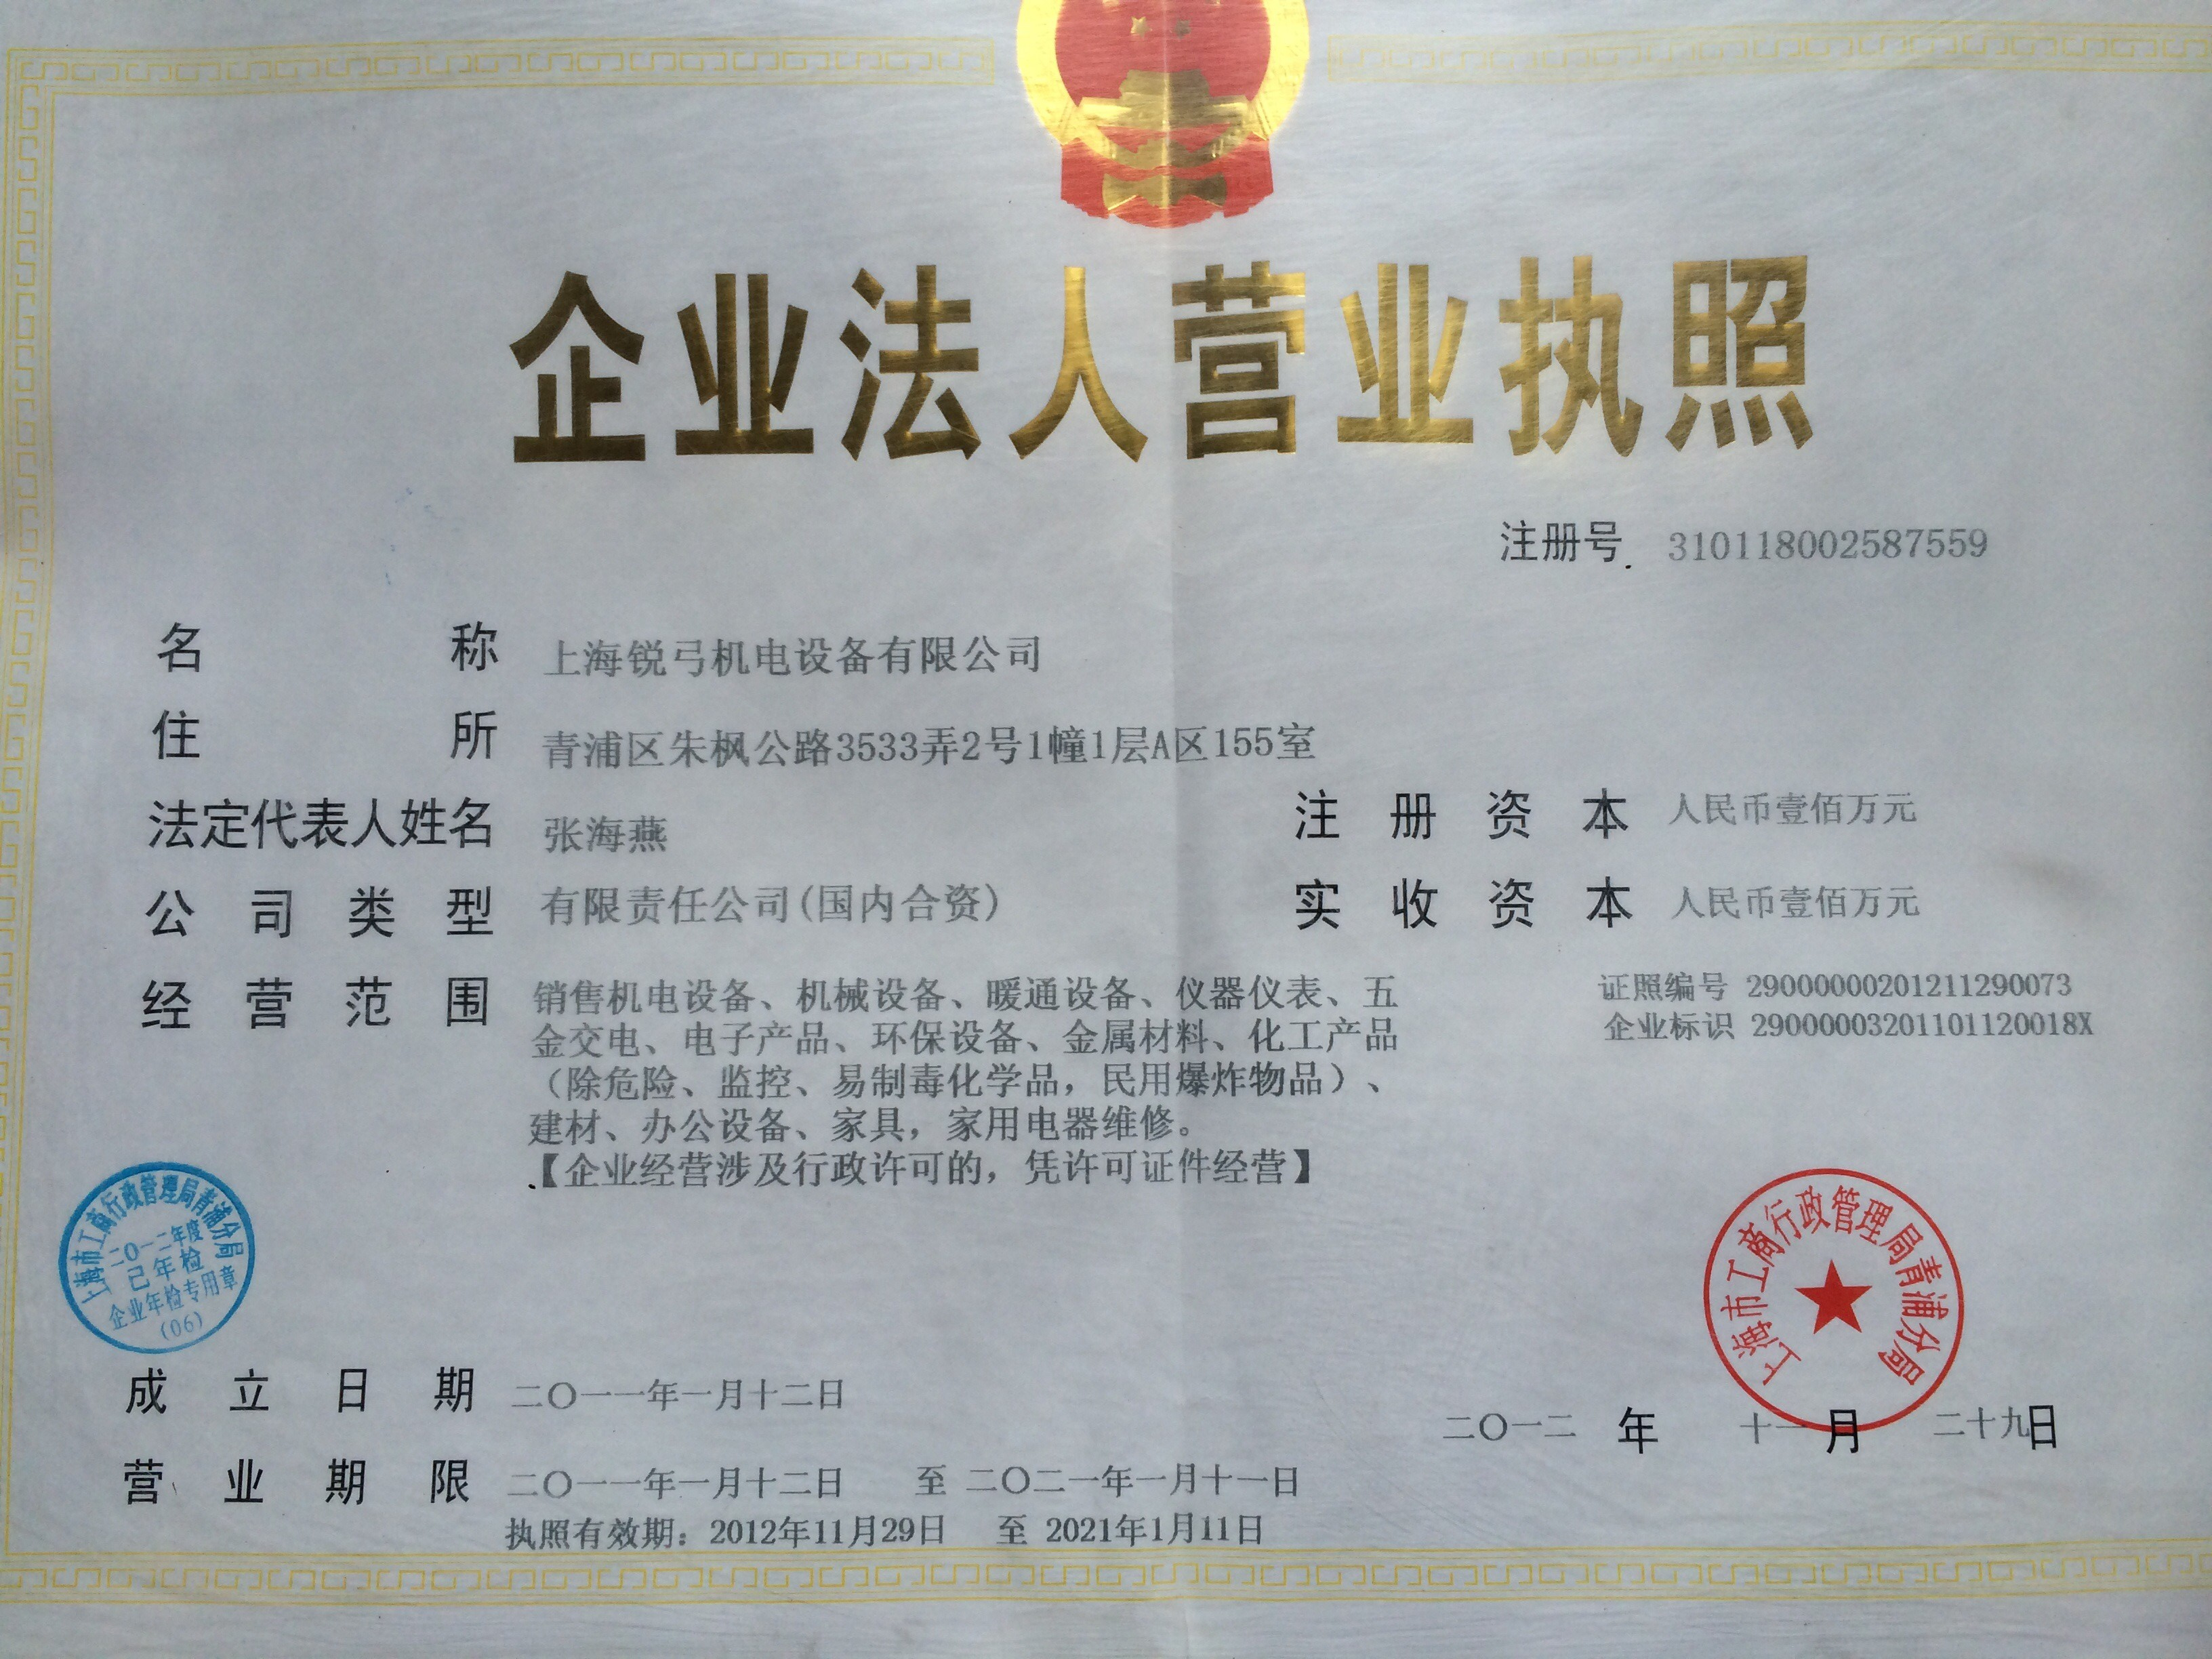 企业法人营业执照
注册号 310118002587559
名称 上海锐弓机电设备有限公司
住所 青浦区朱枫公路3533弄2号1幢1层A区155室
法定代表人姓名 张海燕
注册资本 人民币壹佰万元
公司类型 有限责任公司(国内合资)
实收资本 人民币壹佰万元
经营范围 销售机电设备、机械设备、暖通设备、仪器仪表、五
金交电、电子产品、环保设备、金属材料、化工产品
（除危险、监控、易制毒化学品，民用爆炸物品）、
建材、办公设备、家具，家用电器维修。
【企业经营涉及行政许可的，凭许可证件经营】
证照编号 29000000201211290073
企业标识 29000003201101120018X
上海市工商行政管理局青浦分局
二〇一二年度
已年检
企业年检专用章
(06)
上海市工商行政管理局青浦分局
成立日期 二〇一一年一月十二日
二〇一二年十一月二十九日
营业期限 二〇一一年一月十二日 至 二〇二一年一月十一日
执照有效期：2012年11月29日 至 2021年1月11日